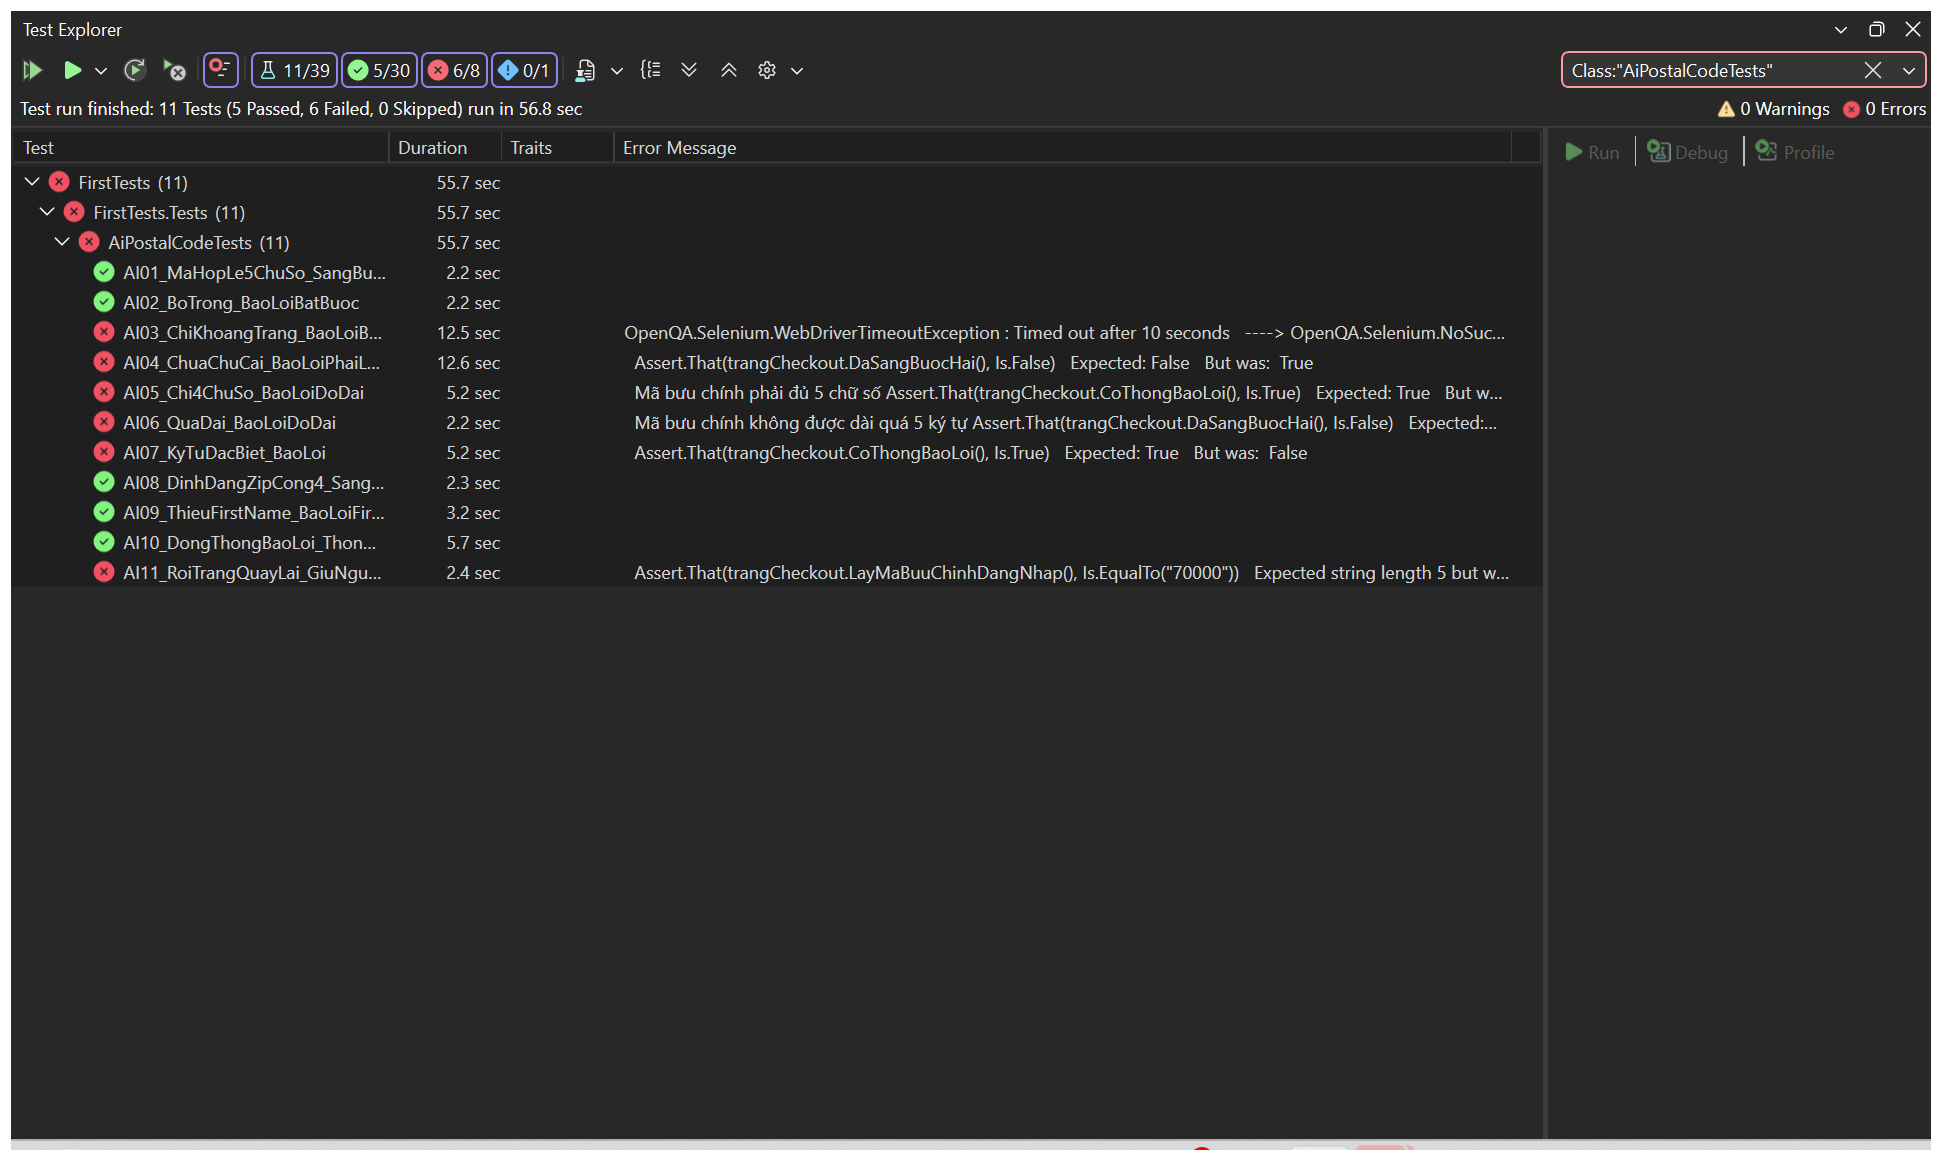 Test Explorer
11/39 5/30 6/8 0/1 Class:"AiPostalCodeTests"
Test run finished: 11 Tests (5 Passed, 6 Failed, 0 Skipped) run in 56.8 sec 0 Warnings 0 Errors
Test Duration Traits Error Message Run Debug Profile
FirstTests (11) 55.7 sec
FirstTests.Tests (11) 55.7 sec
AiPostalCodeTests (11) 55.7 sec
AI01_MaHopLe5ChuSo_SangBu... 2.2 sec
AI02_BoTrong_BaoLoiBatBuoc 2.2 sec
AI03_ChiKhoangTrang_BaoLoiB... 12.5 sec OpenQA.Selenium.WebDriverTimeoutException : Timed out after 10 seconds ----> OpenQA.Selenium.NoSuc...
AI04_ChuaChuCai_BaoLoiPhaiL... 12.6 sec Assert.That(trangCheckout.DaSangBuocHai(), Is.False) Expected: False But was: True
AI05_Chi4ChuSo_BaoLoiDoDai 5.2 sec Mã bưu chính phải đủ 5 chữ số Assert.That(trangCheckout.CoThongBaoLoi(), Is.True) Expected: True But w...
AI06_QuaDai_BaoLoiDoDai 2.2 sec Mã bưu chính không được dài quá 5 ký tự Assert.That(trangCheckout.DaSangBuocHai(), Is.False) Expected:...
AI07_KyTuDacBiet_BaoLoi 5.2 sec Assert.That(trangCheckout.CoThongBaoLoi(), Is.True) Expected: True But was: False
AI08_DinhDangZipCong4_Sang... 2.3 sec
AI09_ThieuFirstName_BaoLoiFir... 3.2 sec
AI10_DongThongBaoLoi_Thon... 5.7 sec
AI11_RoiTrangQuayLai_GiuNgu... 2.4 sec Assert.That(trangCheckout.LayMaBuuChinhDangNhap(), Is.EqualTo("70000")) Expected string length 5 but w...